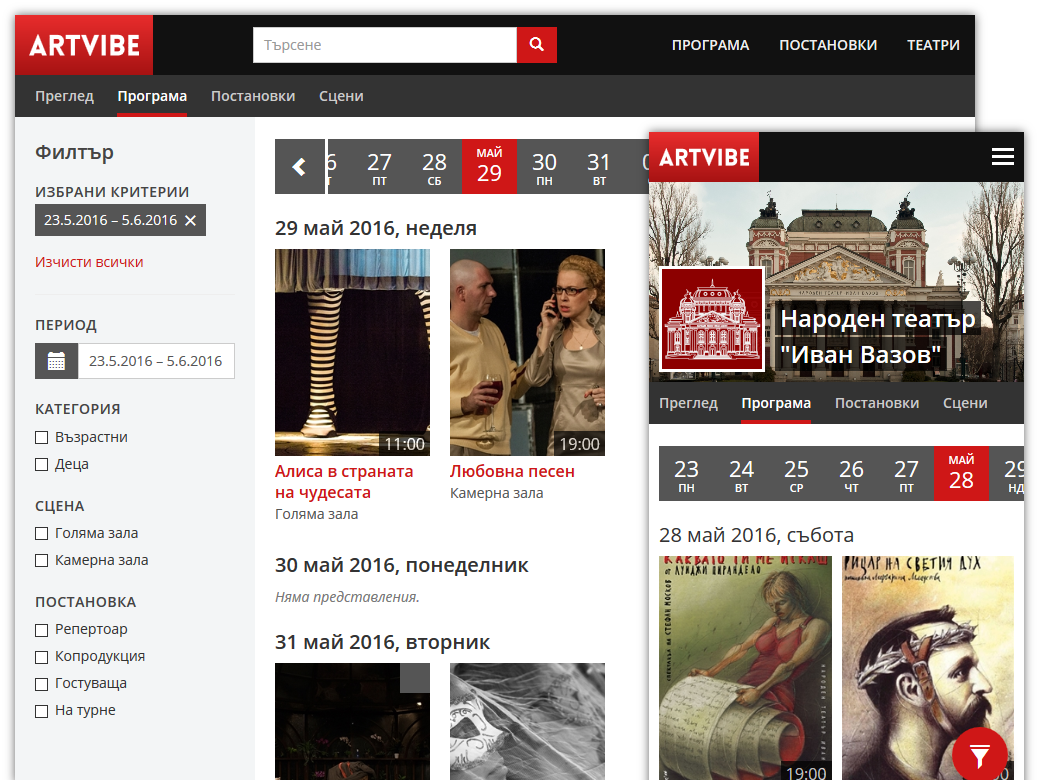 ARTVIBE
Търсене
ПРОГРАМА ПОСТАНОВКИ ТЕАТРИ
Преглед Програма Постановки Сцени
Филтър
ИЗБРАНИ КРИТЕРИИ
23.5.2016 – 5.6.2016
Изчисти всички
ПЕРИОД
23.5.2016 – 5.6.2016
КАТЕГОРИЯ
Възрастни
Деца
СЦЕНА
Голяма зала
Камерна зала
ПОСТАНОВКА
Репертоар
Копродукция
Гостуваща
На турне
6 27 28 МАЙ 30 31 0
Т ПТ СБ 29 ПН ВТ
29 май 2016, неделя
11:00 19:00
Алиса в страната
на чудесата
Голяма зала
Любовна песен
Камерна зала
30 май 2016, понеделник
Няма представления.
31 май 2016, вторник
ARTVIBE
Народен театър
"Иван Вазов"
Преглед Програма Постановки Сцени
23 24 25 26 27 МАЙ 29
ПН ВТ СР ЧТ ПТ 28 НД
28 май 2016, събота
КАКВАТО ТИ МЕ ИСКАШ
ЛУИДЖИ ПИРАНДЕЛО
РИЦАР НА СВЕТИЯ ДУХ
19:00